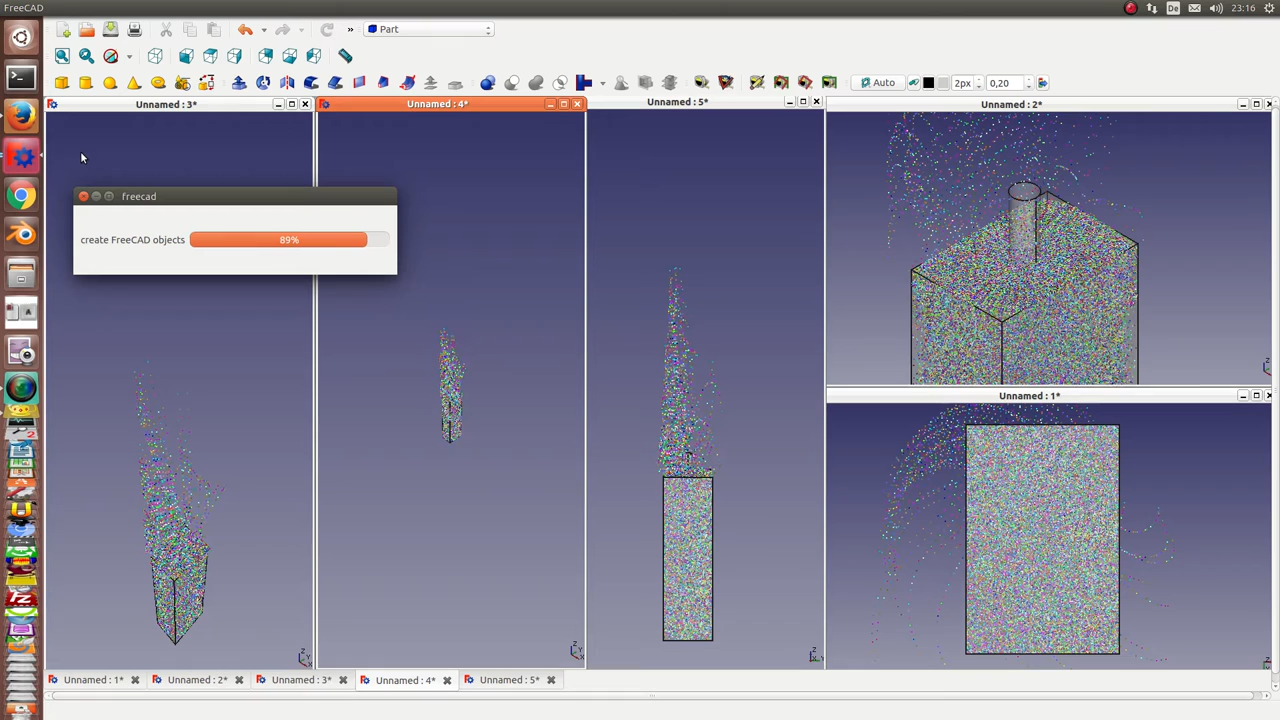 FreeCAD
De
23:16
Part
Auto
2px
0,20
Unnamed : 3*
Unnamed : 4*
Unnamed : 5*
Unnamed : 2*
freecad
create FreeCAD objects
89%
Unnamed : 1*
Unnamed : 1*
Unnamed : 2*
Unnamed : 3*
Unnamed : 4*
Unnamed : 5*